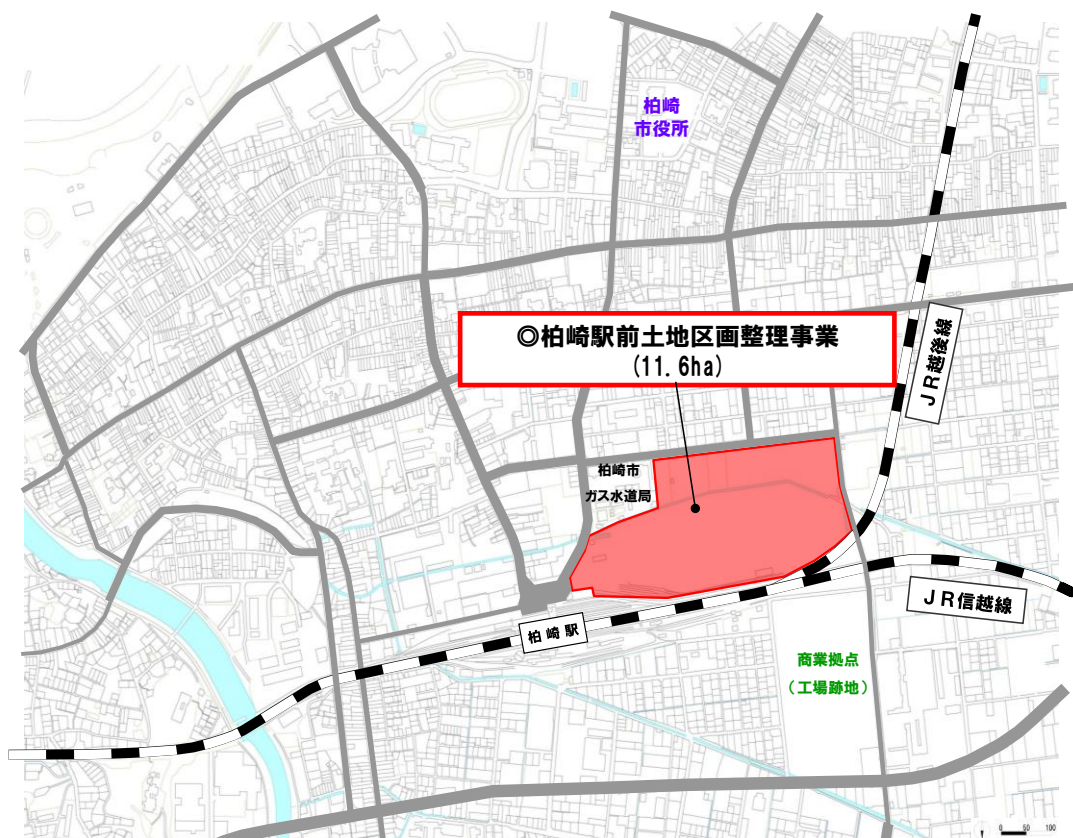 柏崎
市役所
◎柏崎駅前土地区画整理事業
(11.6ha)
JR越後線
柏崎市
ガス水道局
JR信越線
柏崎駅
商業拠点
(工場跡地)
0 50 100